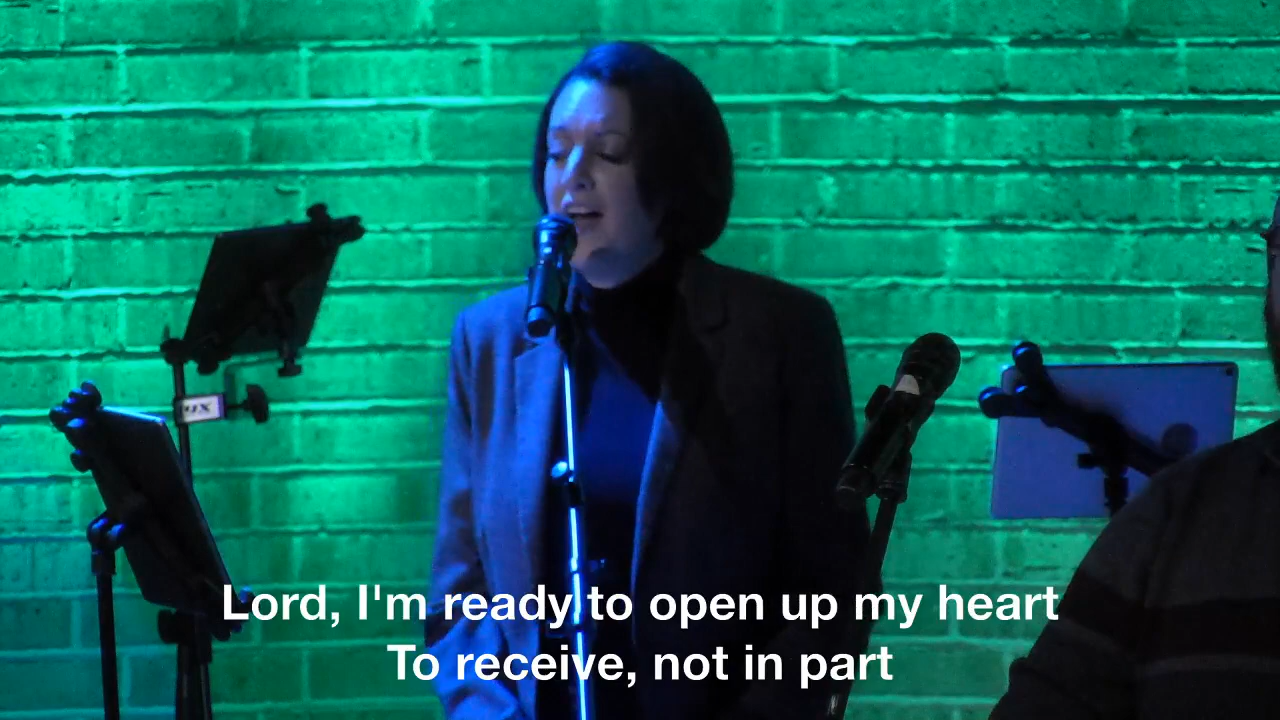 Lord, I'm ready to open up my heart
To receive, not in part